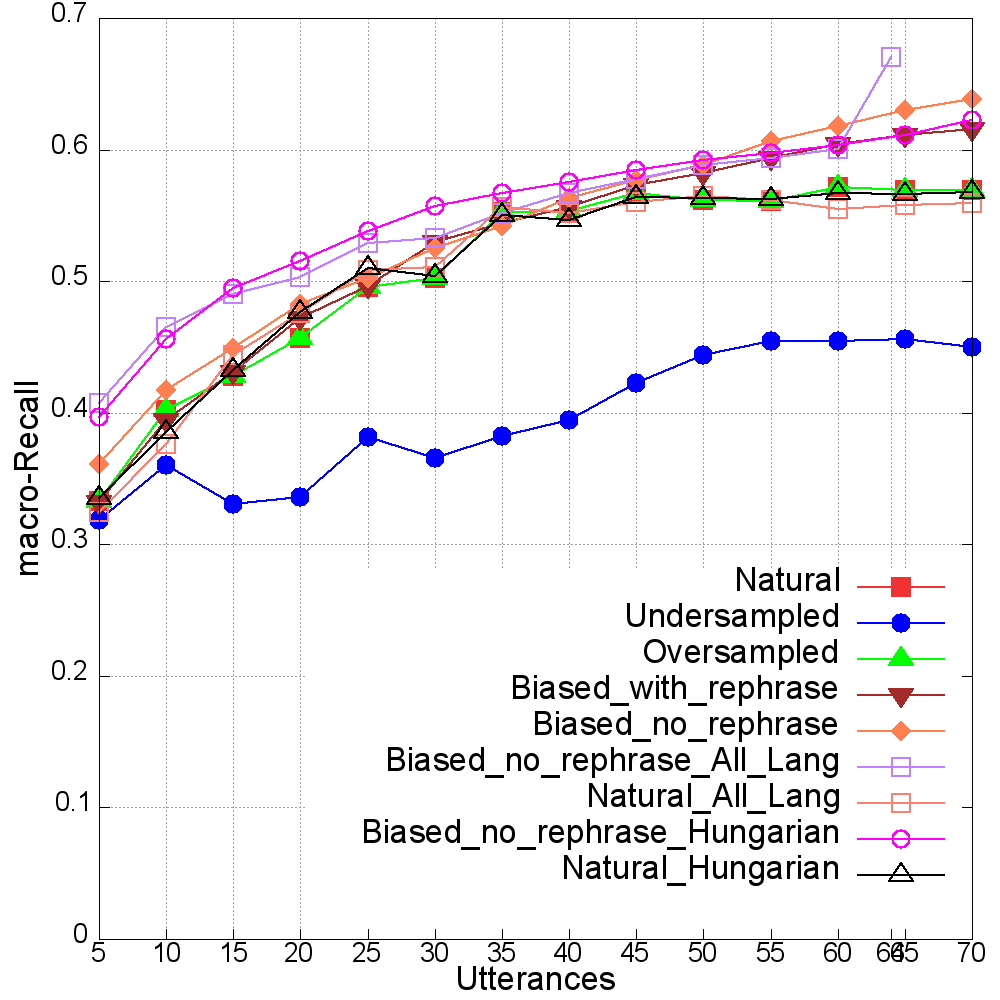 0.7
0.6
0.5
0.4
0.3
0.2
0.1
0
macro-Recall
Natural
Undersampled
Oversampled
Biased_with_rephrase
Biased_no_rephrase
Biased_no_rephrase_All_Lang
Natural_All_Lang
Biased_no_rephrase_Hungarian
Natural_Hungarian
5 10 15 20 25 30 35 40 45 50 55 60 64 65 70
Utterances